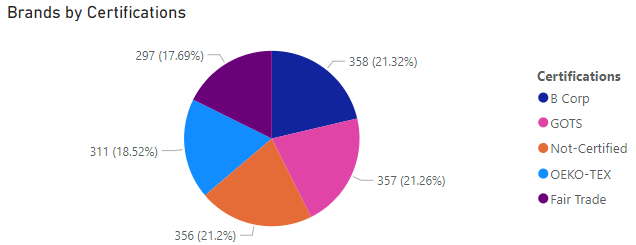 Brands by Certifications
297 (17.69%)
358 (21.32%)
311 (18.52%)
357 (21.26%)
356 (21.2%)
Certifications
B Corp
GOTS
Not-Certified
OEKO-TEX
Fair Trade